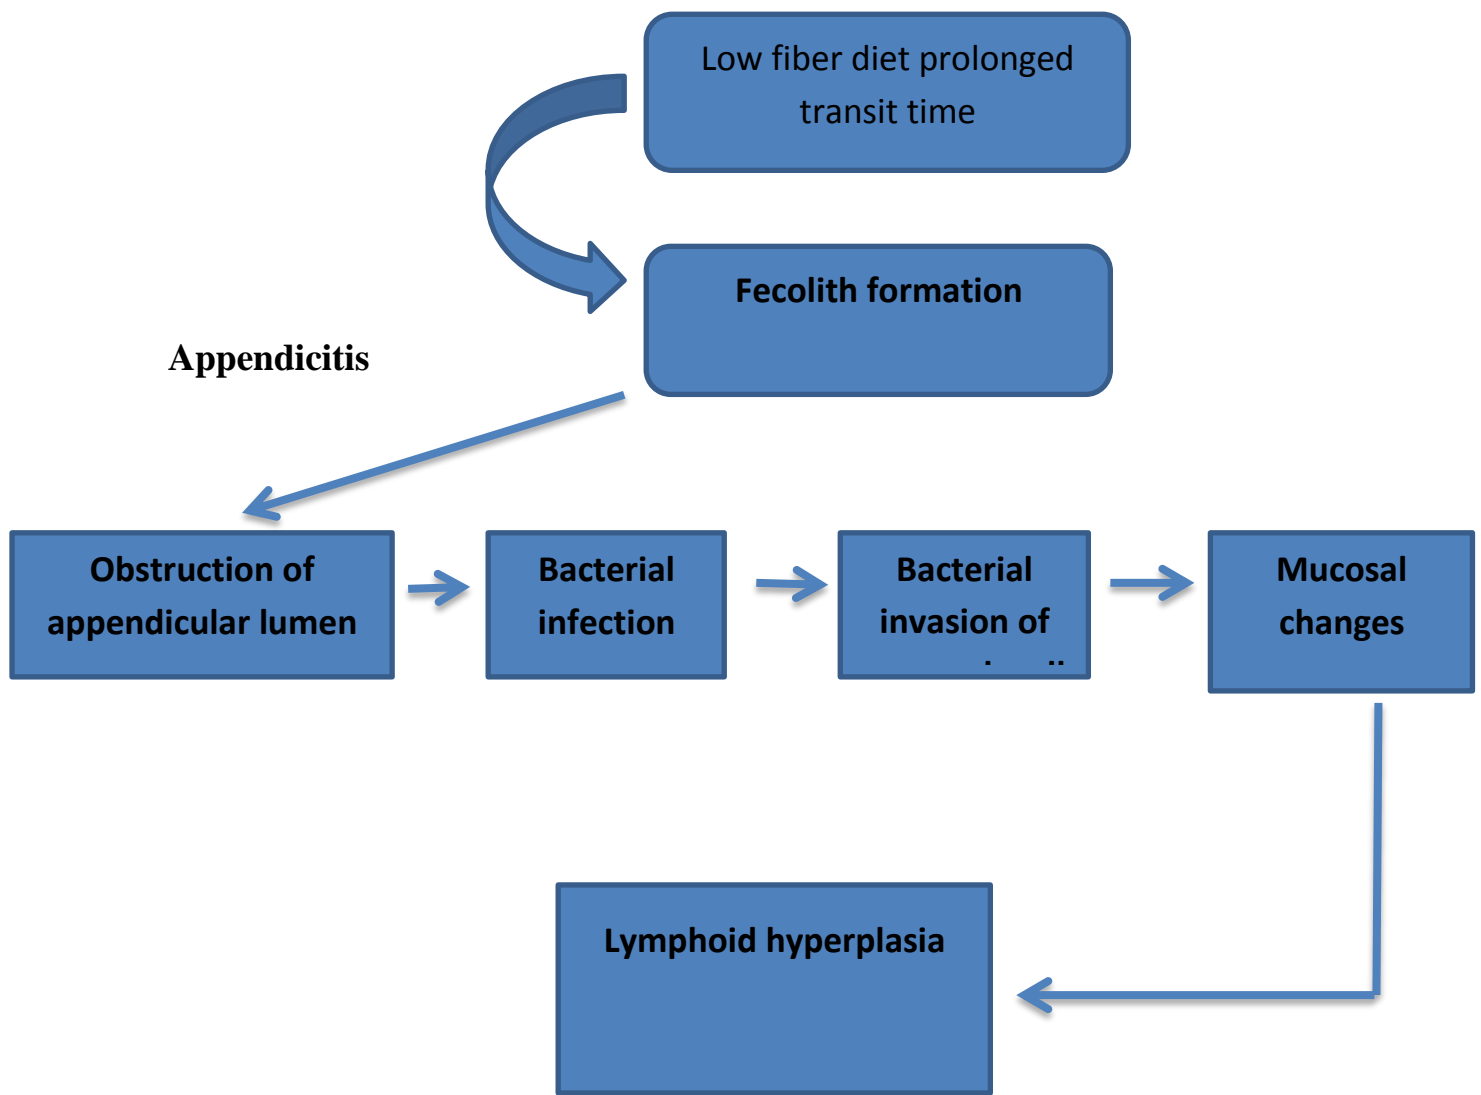 Low fiber diet prolonged
transit time
Fecolith formation
Appendicitis
Obstruction of
appendicular lumen
Bacterial
infection
Bacterial
invasion of
Mucosal
changes
Lymphoid hyperplasia